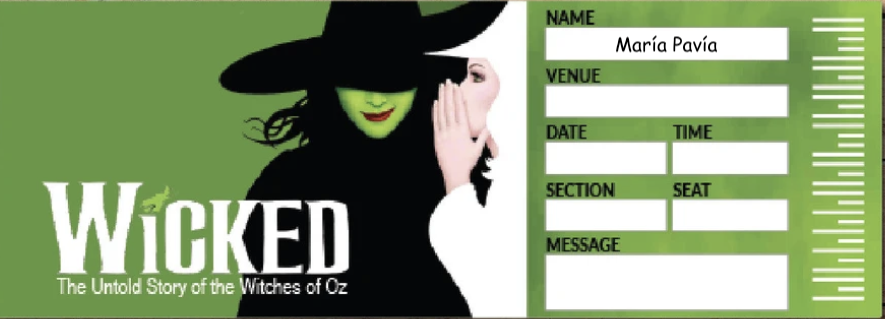 WICKED
The Untold Story of the Witches of Oz
NAME
María Pavía
VENUE
DATE TIME
SECTION SEAT
MESSAGE